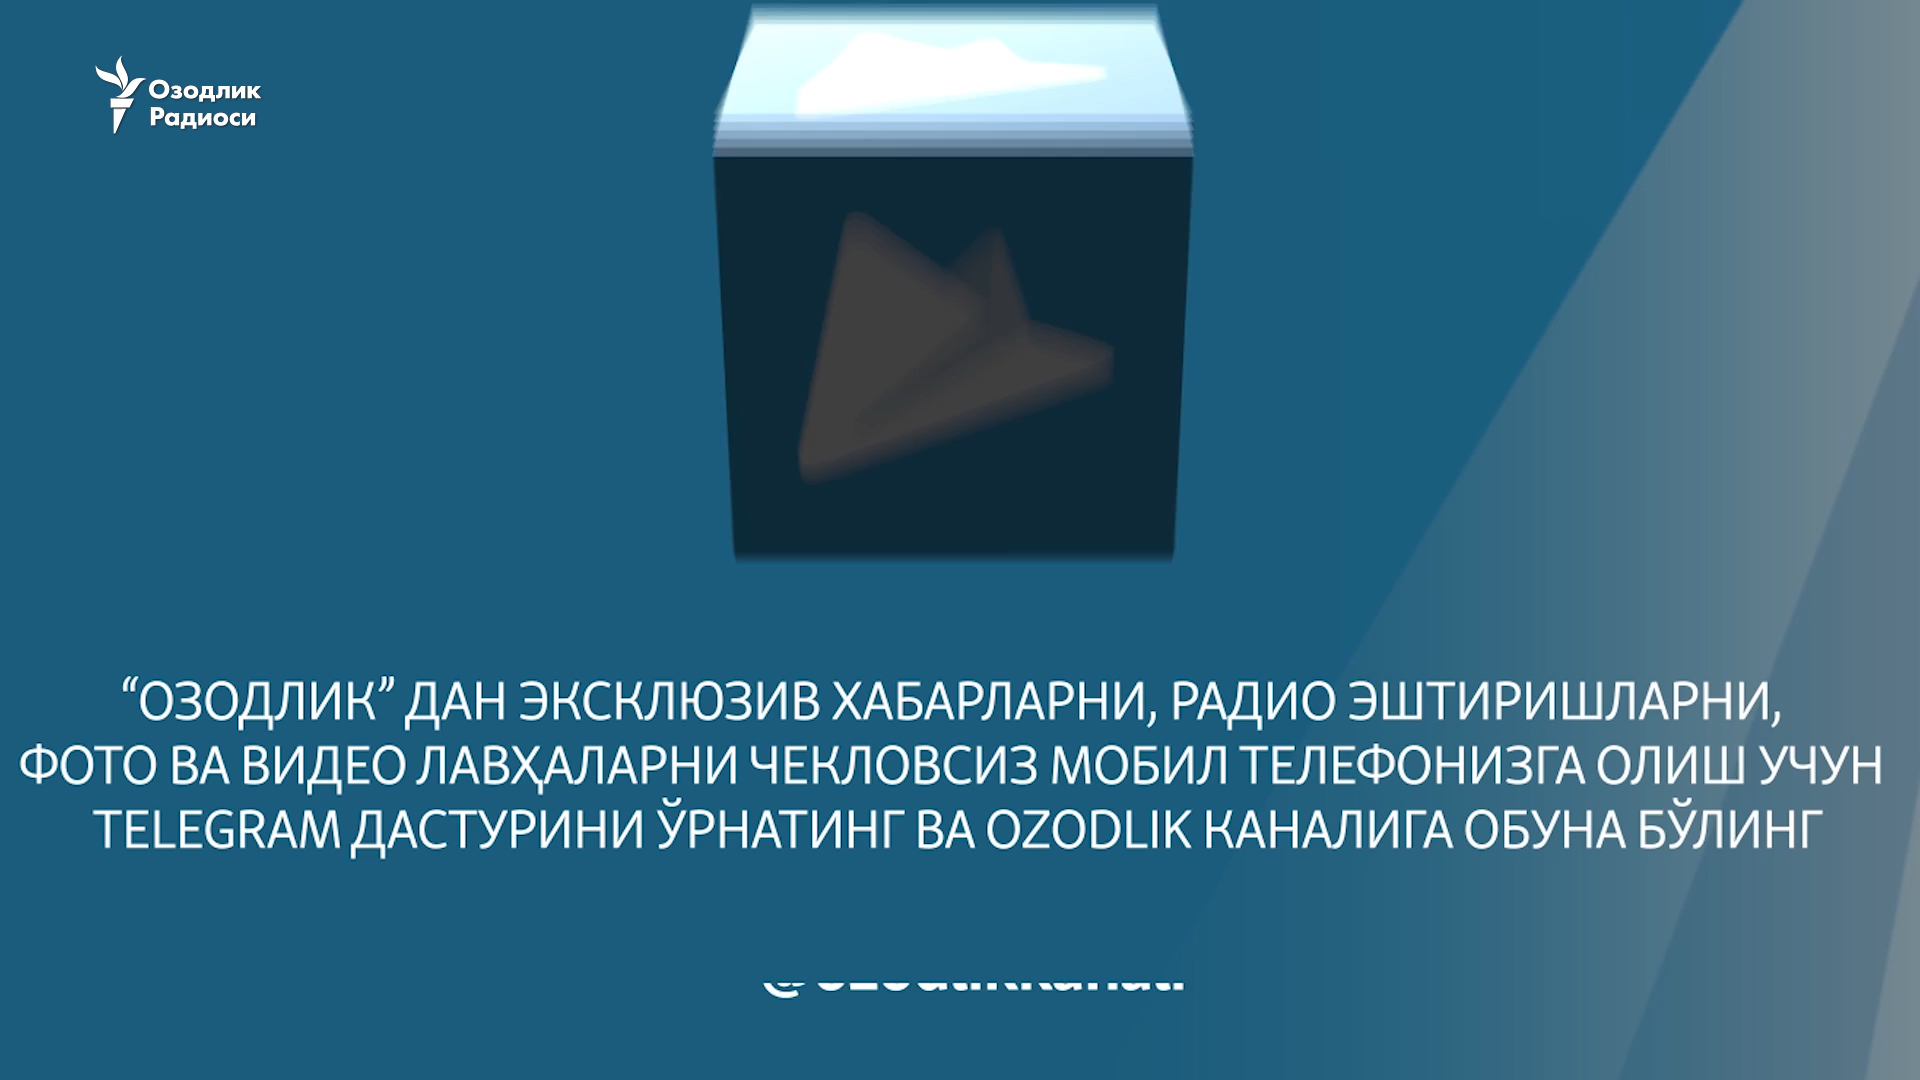 Озодлик
Радиоси
“ОЗОДЛИК” ДАН ЭКСКЛЮЗИВ ХАБАРЛАРНИ, РАДИО ЭШТИРИШЛАРНИ,
ФОТО ВА ВИДЕО ЛАВҲАЛАРНИ ЧЕКЛОВСИЗ МОБИЛ ТЕЛЕФОНИЗГА ОЛИШ УЧУН
TELEGRAM ДАСТУРИНИ ЎРНАТИНГ ВА OZODLIK КАНАЛИГА ОБУНА БЎЛИНГ